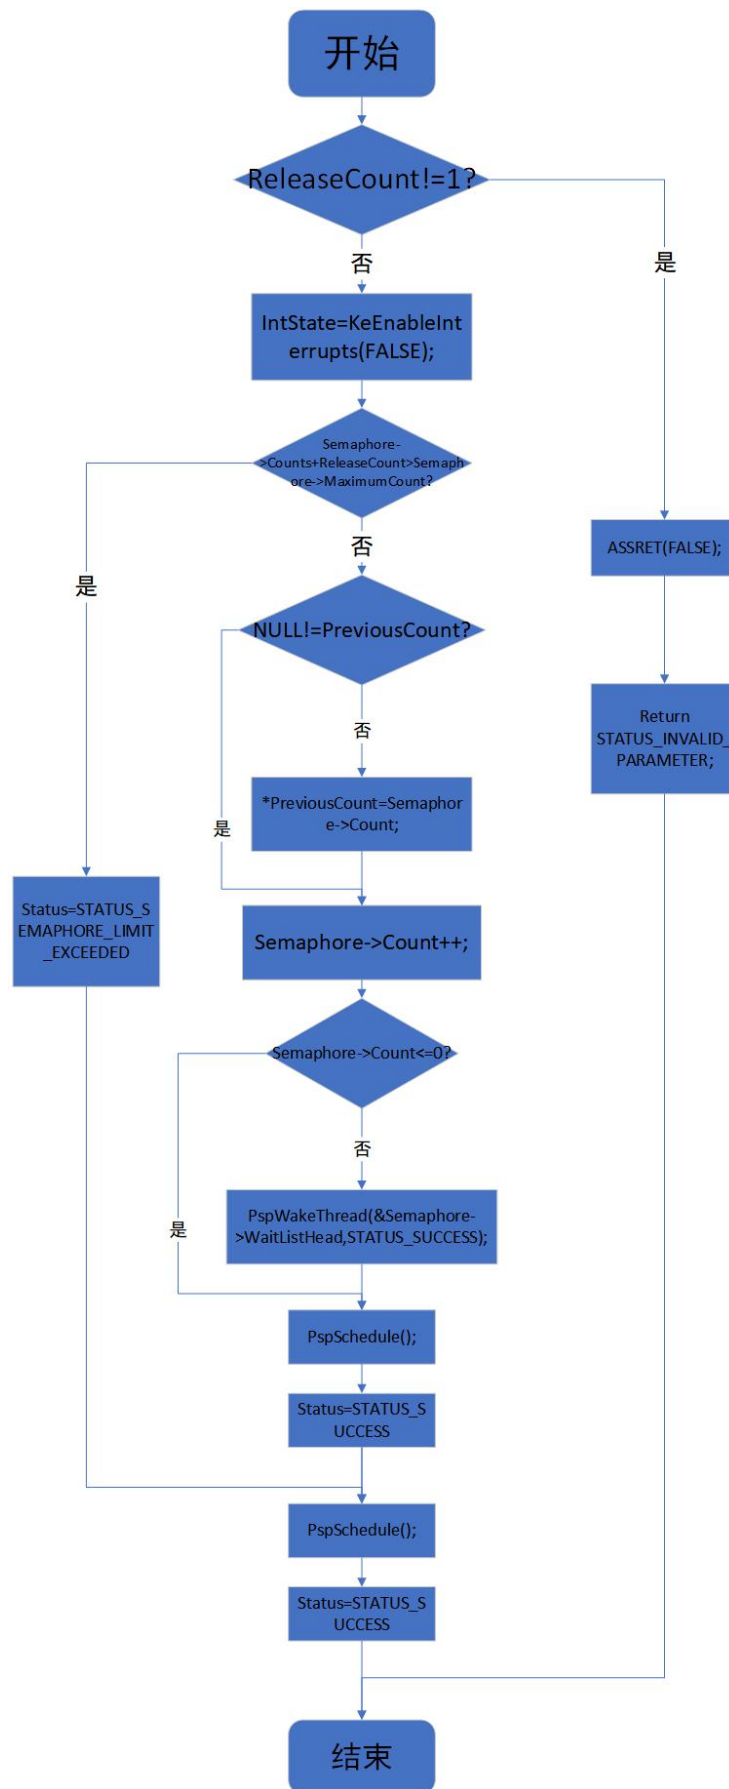 开始
ReleaseCount!=1?
否
是
IntState=KeEnableInt
errupts(FALSE);
Semaphore-
>Counts+ReleaseCount>Semaph
ore->MaximumCount?
否
是
ASSRET(FALSE);
NULL!=PreviousCount?
Return
STATUS_INVALID_
PARAMETER;
否
*PreviousCount=Semaphor
e->Count;
是
Status=STATUS_S
EMAPHORE_LIMIT
_EXCEEDED
Semaphore->Count++;
Semaphore->Count<=0?
否
PspWakeThread(&Semaphore-
>WaitListHead,STATUS_SUCCESS);
是
PspSchedule();
Status=STATUS_S
UCCESS
PspSchedule();
Status=STATUS_S
UCCESS
结束